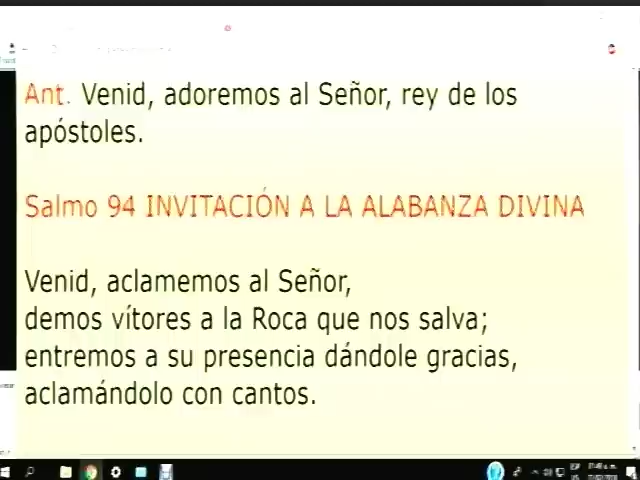 Ant. Venid, adoremos al Señor, rey de los
apóstoles.
Salmo 94 INVITACIÓN A LA ALABANZA DIVINA
Venid, aclamemos al Señor,
demos vítores a la Roca que nos salva;
entremos a su presencia dándole gracias,
aclamándolo con cantos.